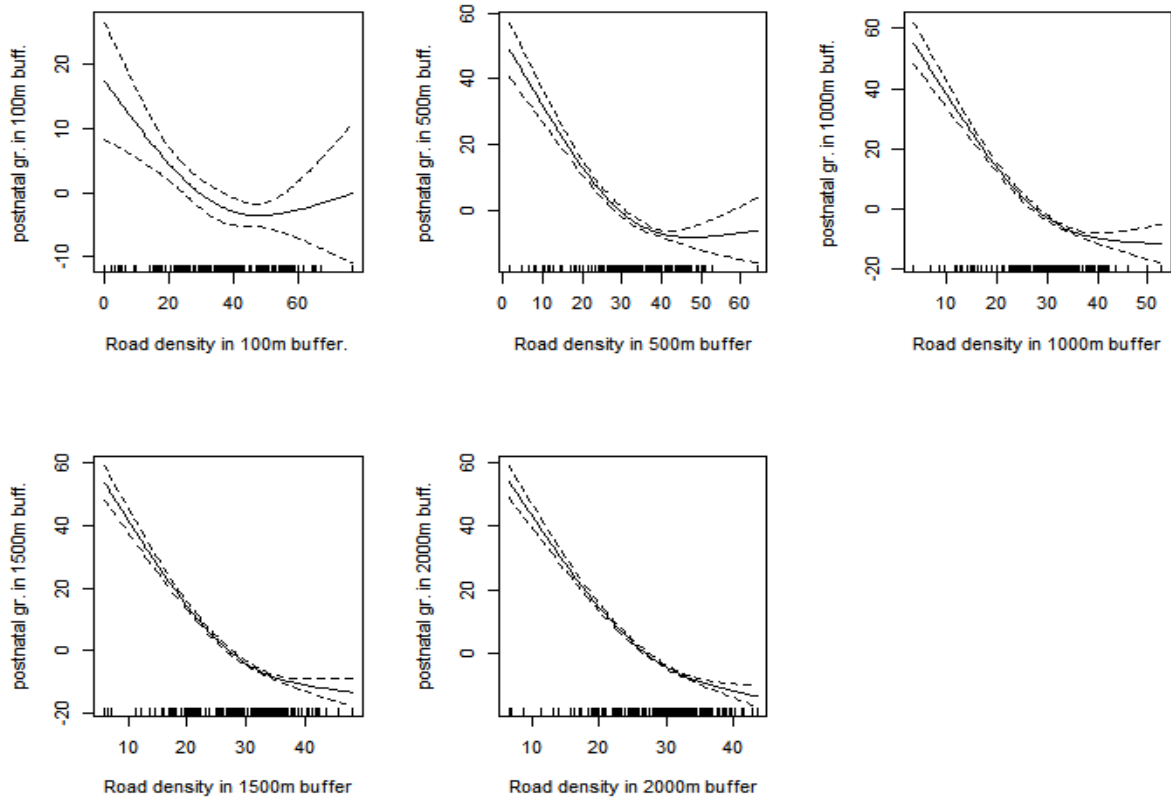 postnatal gr. in 100m buff.
20
10
0
-10
0 20 40 60
Road density in 100m buffer.
postnatal gr. in 500m buff.
60
40
20
0
0 10 20 30 40 50 60
Road density in 500m buffer
postnatal gr. in 1000m buff.
60
40
20
0
-20
10 20 30 40 50
Road density in 1000m buffer
postnatal gr. in 1500m buff.
60
40
20
0
-20
10 20 30 40
Road density in 1500m buffer
postnatal gr. in 2000m buff.
60
40
20
0
10 20 30 40
Road density in 2000m buffer